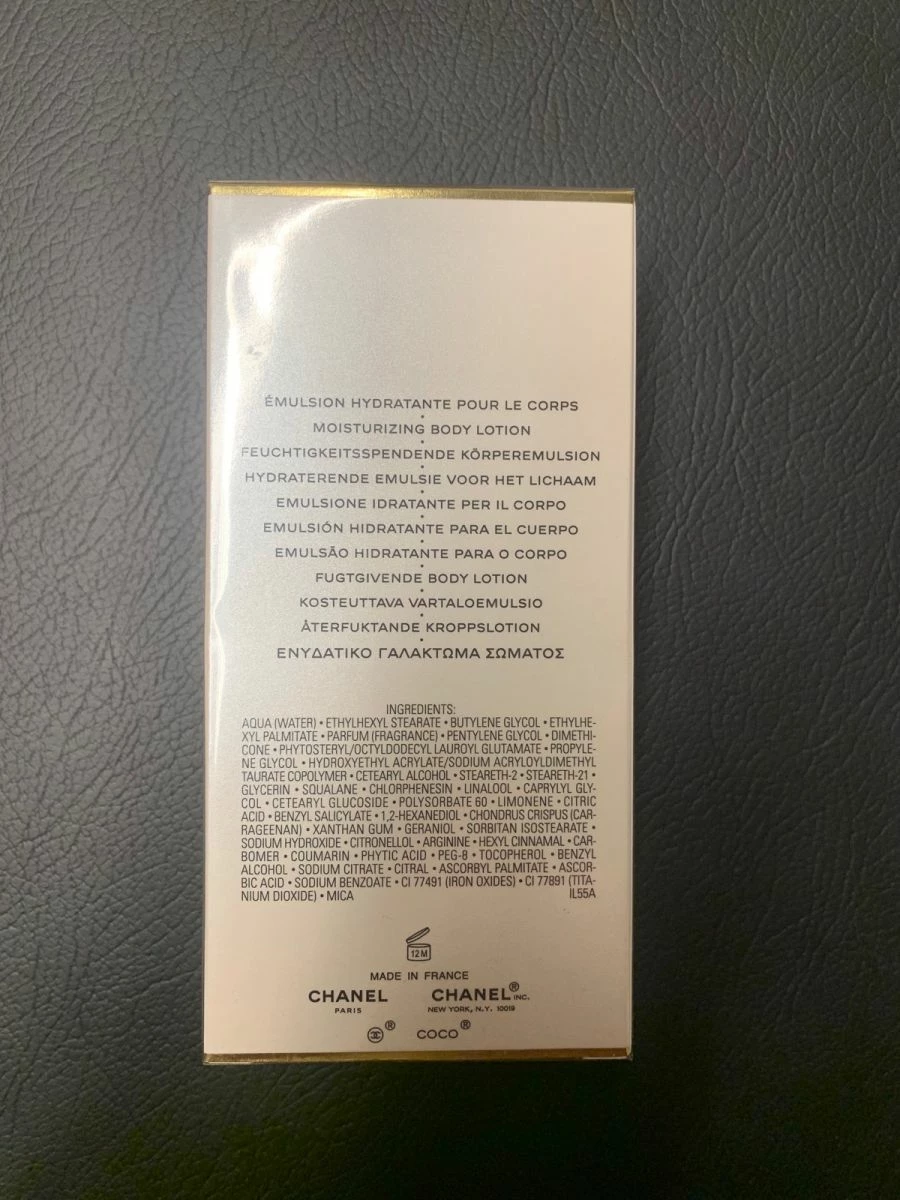 ÉMULSION HYDRATANTE POUR LE CORPS
•
MOISTURIZING BODY LOTION
•
FEUCHTIGKEITSSPENDENDE KÖRPEREMULSION
•
HYDRATERENDE EMULSIE VOOR HET LICHAAM
•
EMULSIONE IDRATANTE PER IL CORPO
•
EMULSIÓN HIDRATANTE PARA EL CUERPO
•
EMULSÃO HIDRATANTE PARA O CORPO
•
FUGTGIVENDE BODY LOTION
•
KOSTEUTTAVA VARTALOEMULSIO
•
ÅTERFUKTANDE KROPPSLOTION
•
ΕΝΥΔΑΤΙΚΟ ΓΑΛΑΚΤΩΜΑ ΣΩΜΑΤΟΣ
INGREDIENTS:
AQUA (WATER) • ETHYLHEXYL STEARATE • BUTYLENE GLYCOL • ETHYLHE-
XYL PALMITATE • PARFUM (FRAGRANCE) • PENTYLENE GLYCOL • DIMETHI-
CONE • PHYTOSTERYL/OCTYLDODECYL LAUROYL GLUTAMATE • PROPYLE-
NE GLYCOL • HYDROXYETHYL ACRYLATE/SODIUM ACRYLOYLDIMETHYL
TAURATE COPOLYMER • CETEARYL ALCOHOL • STEARETH-2 • STEARETH-21 •
GLYCERIN • SQUALANE • CHLORPHENESIN • LINALOOL • CAPRYLYL GLY-
COL • CETEARYL GLUCOSIDE • POLYSORBATE 60 • LIMONENE • CITRIC
ACID • BENZYL SALICYLATE • 1,2-HEXANEDIOL • CHONDRUS CRISPUS (CAR-
RAGEENAN) • XANTHAN GUM • GERANIOL • SORBITAN ISOSTEARATE •
SODIUM HYDROXIDE • CITRONELLOL • ARGININE • HEXYL CINNAMAL • CAR-
BOMER • COUMARIN • PHYTIC ACID • PEG-8 • TOCOPHEROL • BENZYL
ALCOHOL • SODIUM CITRATE • CITRAL • ASCORBYL PALMITATE • ASCOR-
BIC ACID • SODIUM BENZOATE • CI 77491 (IRON OXIDES) • CI 77891 (TITA-
NIUM DIOXIDE) • MICA IL55A
12M
MADE IN FRANCE
CHANEL CHANEL® INC.
PARIS NEW YORK, N.Y. 10019
® COCO®